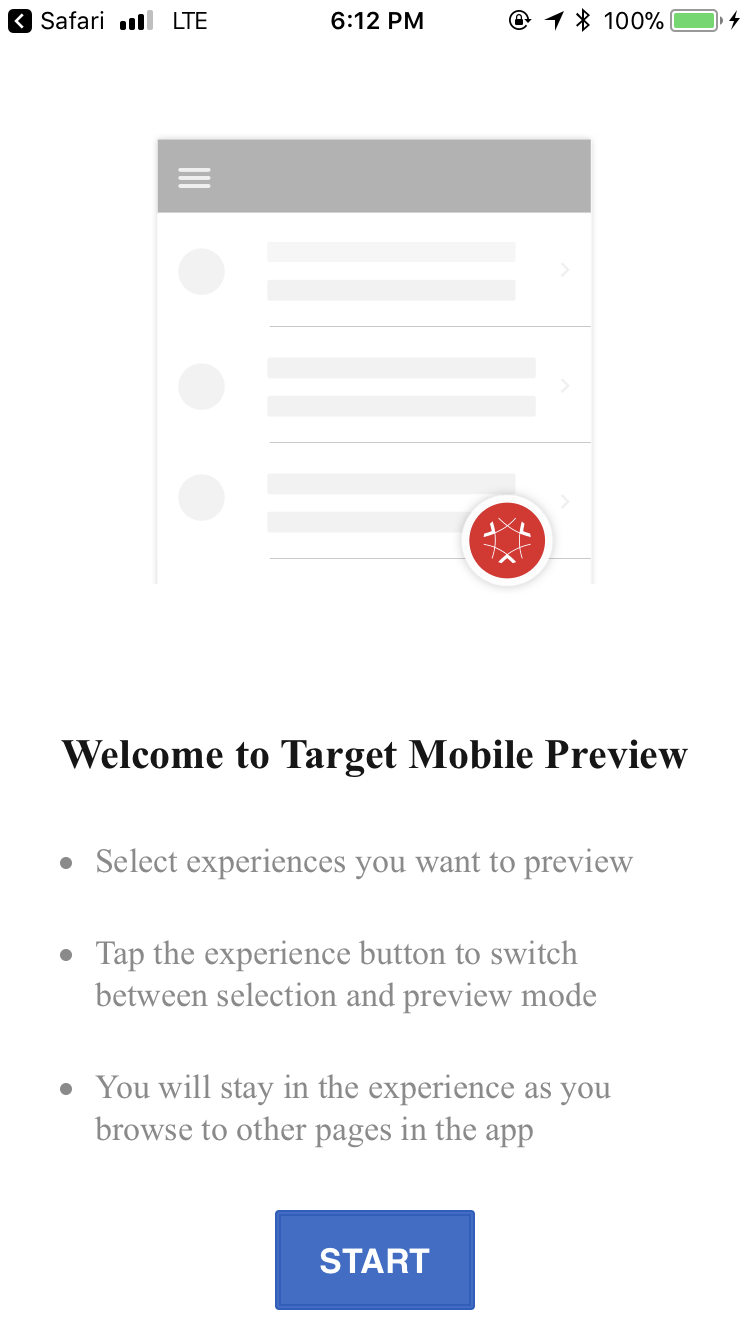 Safari LTE 6:12 PM 100%
Welcome to Target Mobile Preview
Select experiences you want to preview
Tap the experience button to switch
between selection and preview mode
You will stay in the experience as you
browse to other pages in the app
START